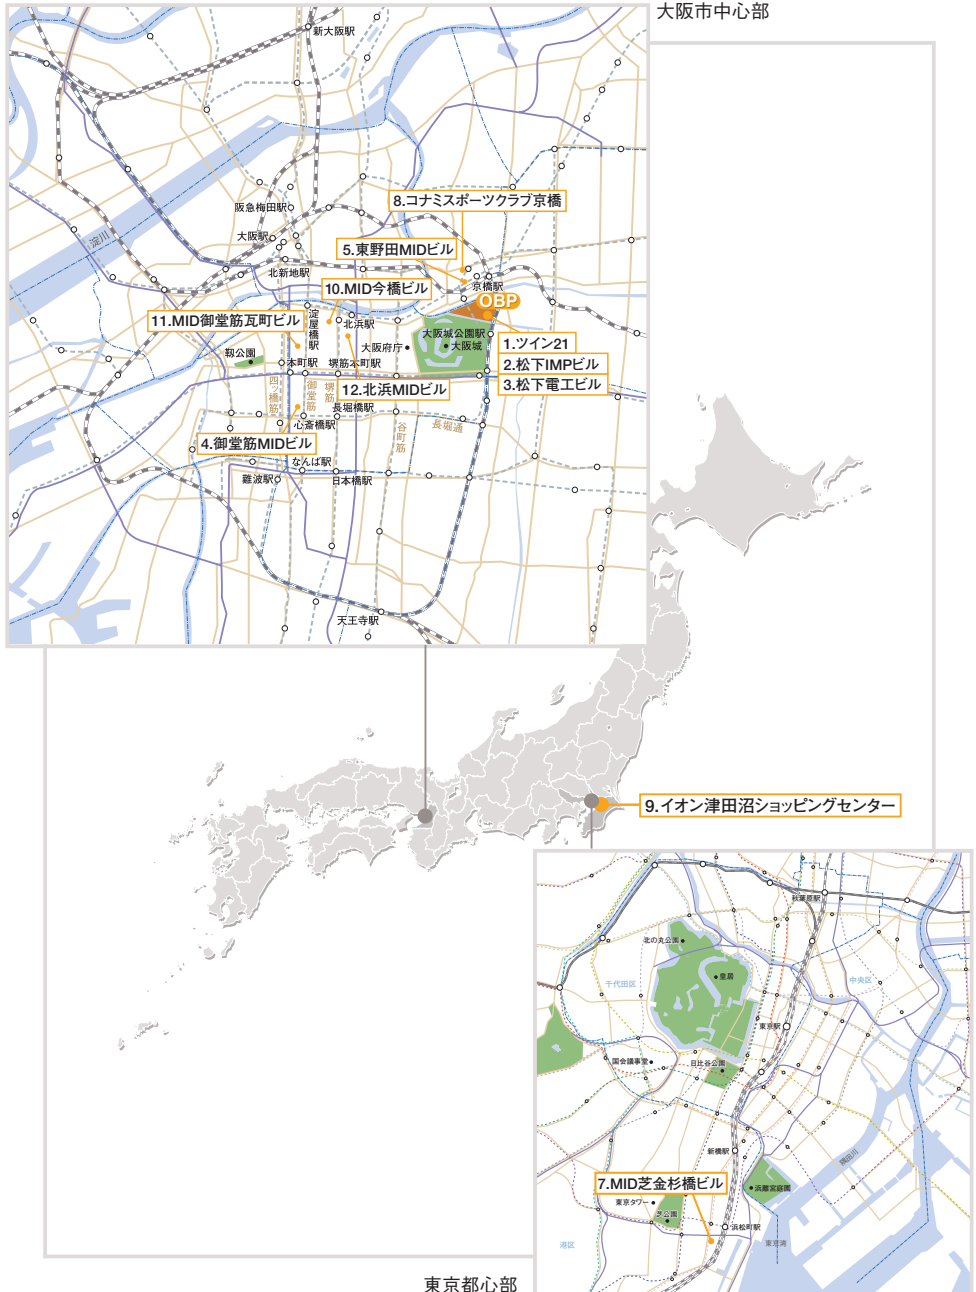 大阪市中心部
新大阪駅
8.コナミスポーツクラブ京橋
阪急梅田駅
淀川
大阪駅
5.東野田MIDビル
北新地駅
京橋駅
10.MID今橋ビル
OBP
11.MID御堂筋瓦町ビル
淀屋橋駅
北浜駅
大阪城公園駅
1.ツイン21
大阪府庁
大阪城
靱公園
本町駅
堺筋本町駅
2.松下IMPビル
3.松下電工ビル
12.北浜MIDビル
四ツ橋筋
御堂筋
堺筋
長堀橋駅
心斎橋駅
谷町筋
長堀通
4.御堂筋MIDビル
なんば駅
難波駅
日本橋駅
天王寺駅
9.イオン津田沼ショッピングセンター
秋葉原駅
北の丸公園
皇居
千代田区
中央区
東京駅
国会議事堂
日比谷公園
新橋駅
隅田川
7.MID芝金杉橋ビル
浜離宮庭園
東京タワー
芝公園
浜松町駅
港区
東京湾
東京都心部